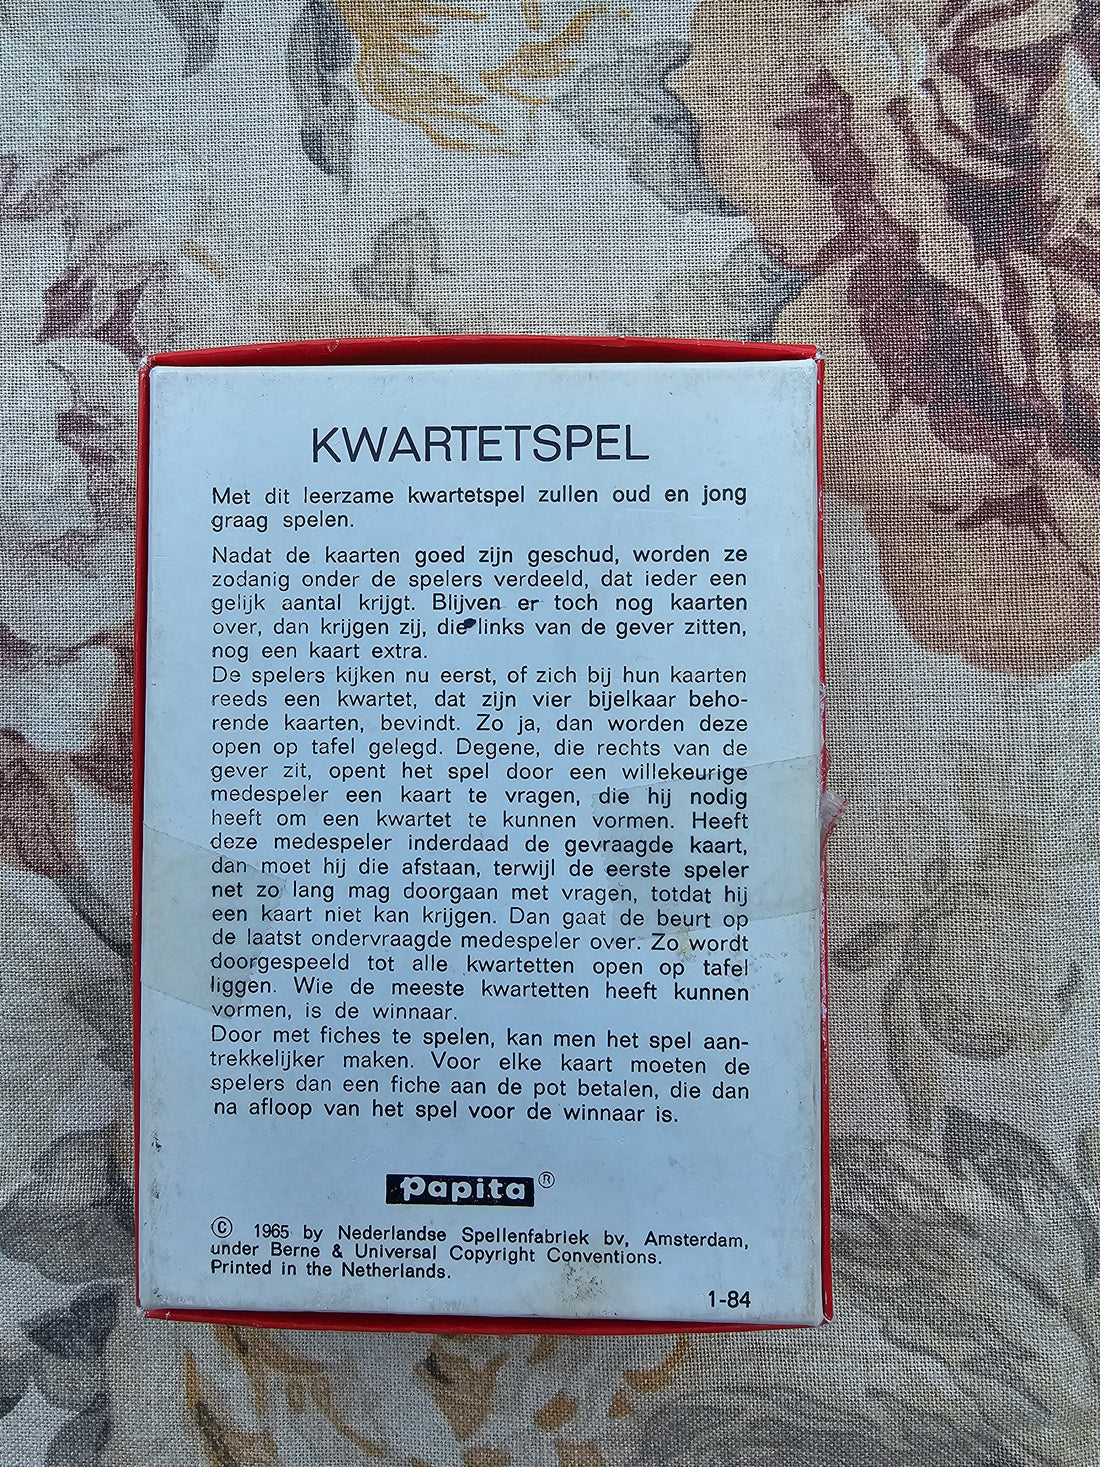 KWARTETSPEL
Met dit leerzame kwartetspel zullen oud en jong
graag spelen.
Nadat de kaarten goed zijn geschud, worden ze
zodanig onder de spelers verdeeld, dat ieder een
gelijk aantal krijgt. Blijven er toch nog kaarten
over, dan krijgen zij, die links van de gever zitten,
nog een kaart extra.
De spelers kijken nu eerst, of zich bij hun kaarten
reeds een kwartet, dat zijn vier bijelkaar beho-
rende kaarten, bevindt. Zo ja, dan worden deze
open op tafel gelegd. Degene, die rechts van de
gever zit, opent het spel door een willekeurige
medespeler een kaart te vragen, die hij nodig
heeft om een kwartet te kunnen vormen. Heeft
deze medespeler inderdaad de gevraagde kaart,
dan moet hij die afstaan, terwijl de eerste speler
net zo lang mag doorgaan met vragen, totdat hij
een kaart niet kan krijgen. Dan gaat de beurt op
de laatst ondervraagde medespeler over. Zo wordt
doorgespeeld tot alle kwartetten open op tafel
liggen. Wie de meeste kwartetten heeft kunnen
vormen, is de winnaar.
Door met fiches te spelen, kan men het spel aan-
trekkelijker maken. Voor elke kaart moeten de
spelers dan een fiche aan de pot betalen, die dan
na afloop van het spel voor de winnaar is.
papita ®
© 1965 by Nederlandse Spellenfabriek bv, Amsterdam,
under Berne & Universal Copyright Conventions.
Printed in the Netherlands.
1-84